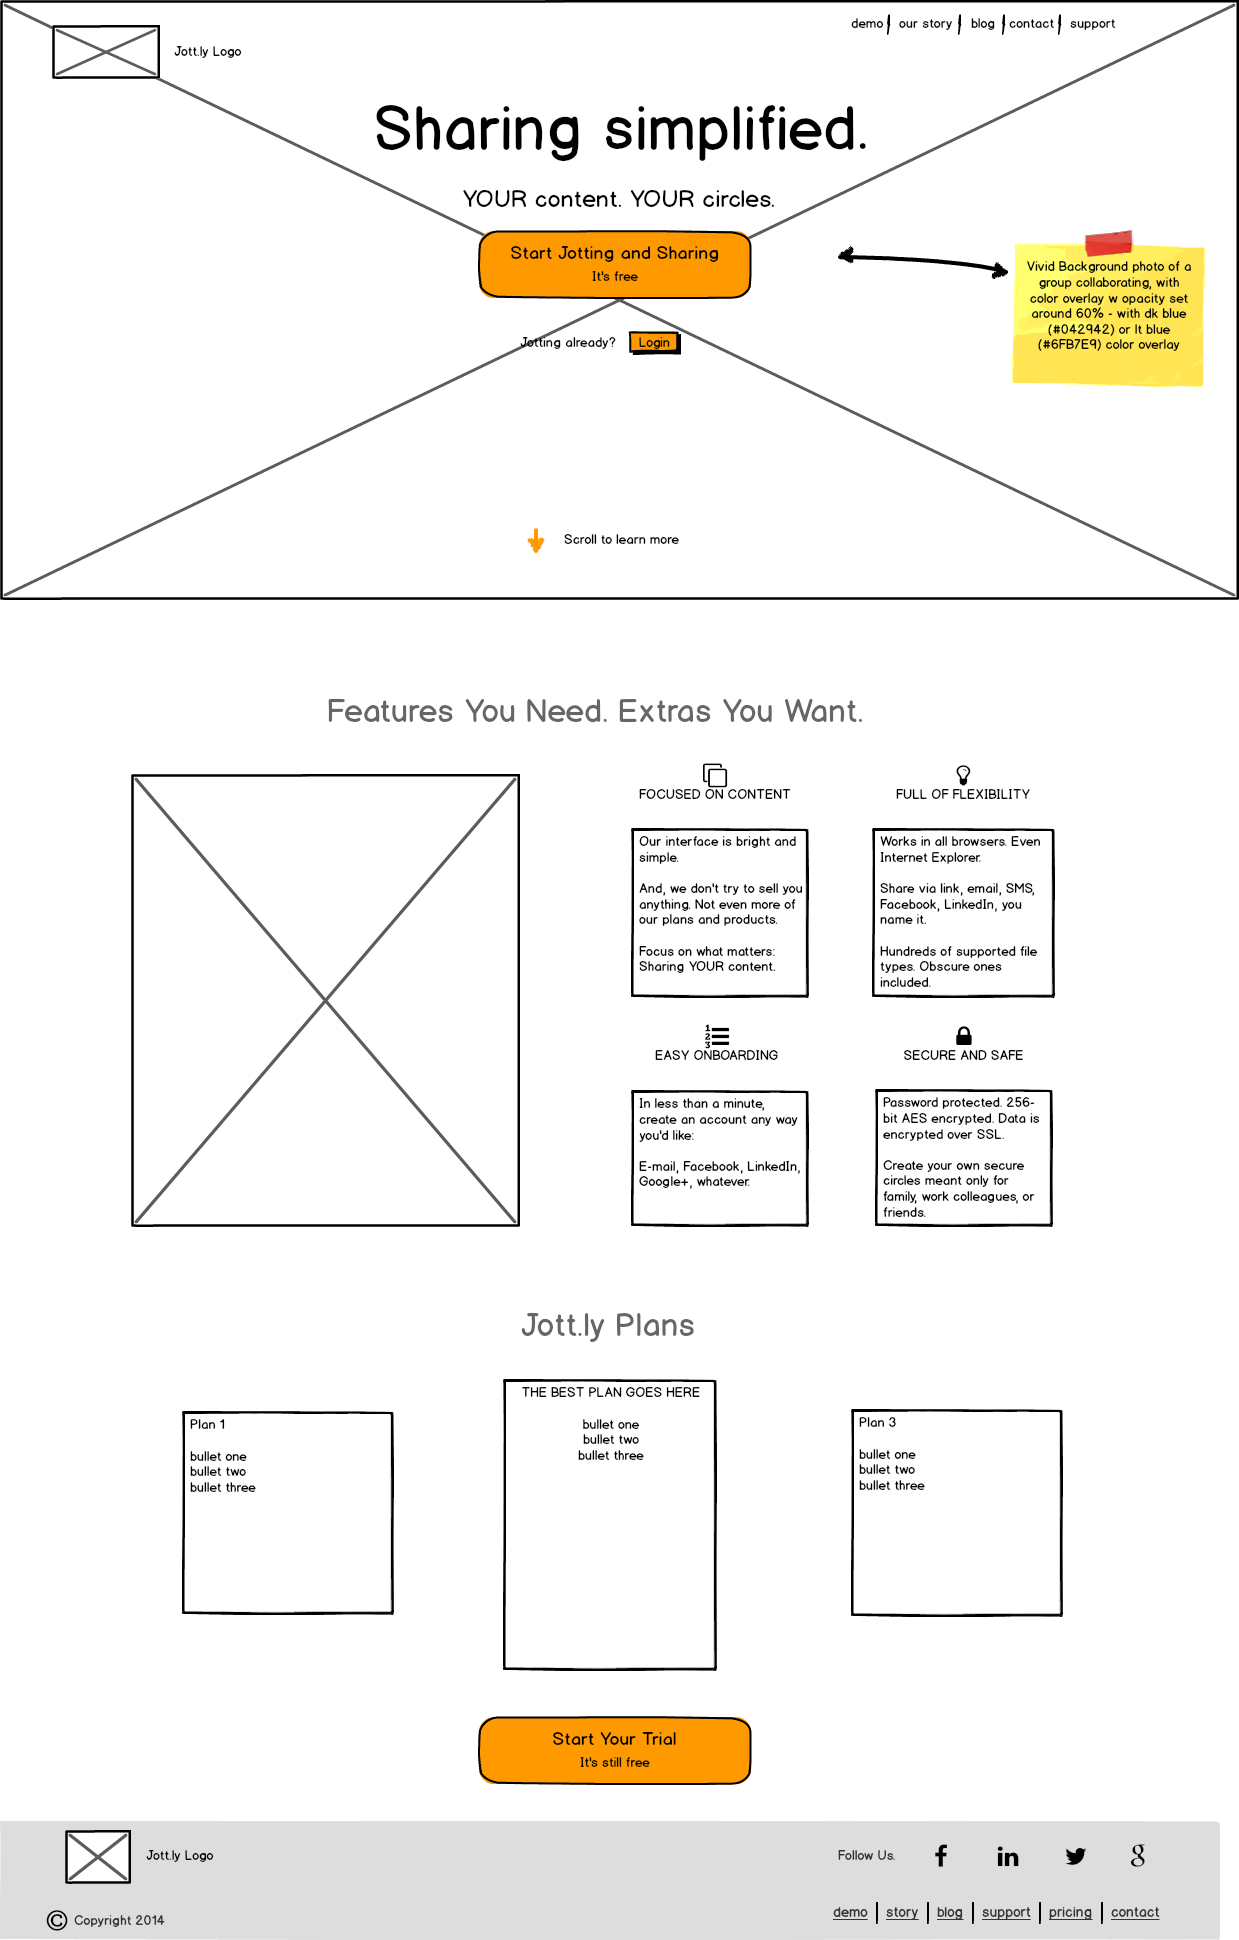 demo
our story
blog
contact
support
Jott.ly Logo
Sharing simplified.
YOUR content. YOUR circles.
Start Jotting and Sharing
It's free
Jotting already?
Login
Vivid Background photo of a
group collaborating, with
color overlay w opacity set
around 60% - with dk blue
(#042942) or lt blue
(#6FB7E9) color overlay
Scroll to learn more
Features You Need. Extras You Want.
FOCUSED ON CONTENT
Our interface is bright and
simple.
And, we don't try to sell you
anything. Not even more of
our plans and products.
Focus on what matters:
Sharing YOUR content.
FULL OF FLEXIBILITY
Works in all browsers. Even
Internet Explorer.
Share via link, email, SMS,
Facebook, LinkedIn, you
name it.
Hundreds of supported file
types. Obscure ones
included.
1
2
3
EASY ONBOARDING
In less than a minute,
create an account any way
you'd like:
E-mail, Facebook, LinkedIn,
Google+, whatever.
SECURE AND SAFE
Password protected. 256-
bit AES encrypted. Data is
encrypted over SSL.
Create your own secure
circles meant only for
family, work colleagues, or
friends.
Jott.ly Plans
Plan 1
bullet one
bullet two
bullet three
THE BEST PLAN GOES HERE
bullet one
bullet two
bullet three
Plan 3
bullet one
bullet two
bullet three
Start Your Trial
It's still free
Jott.ly Logo
Follow Us.
f
in
g
© Copyright 2014
demo
story
blog
support
pricing
contact